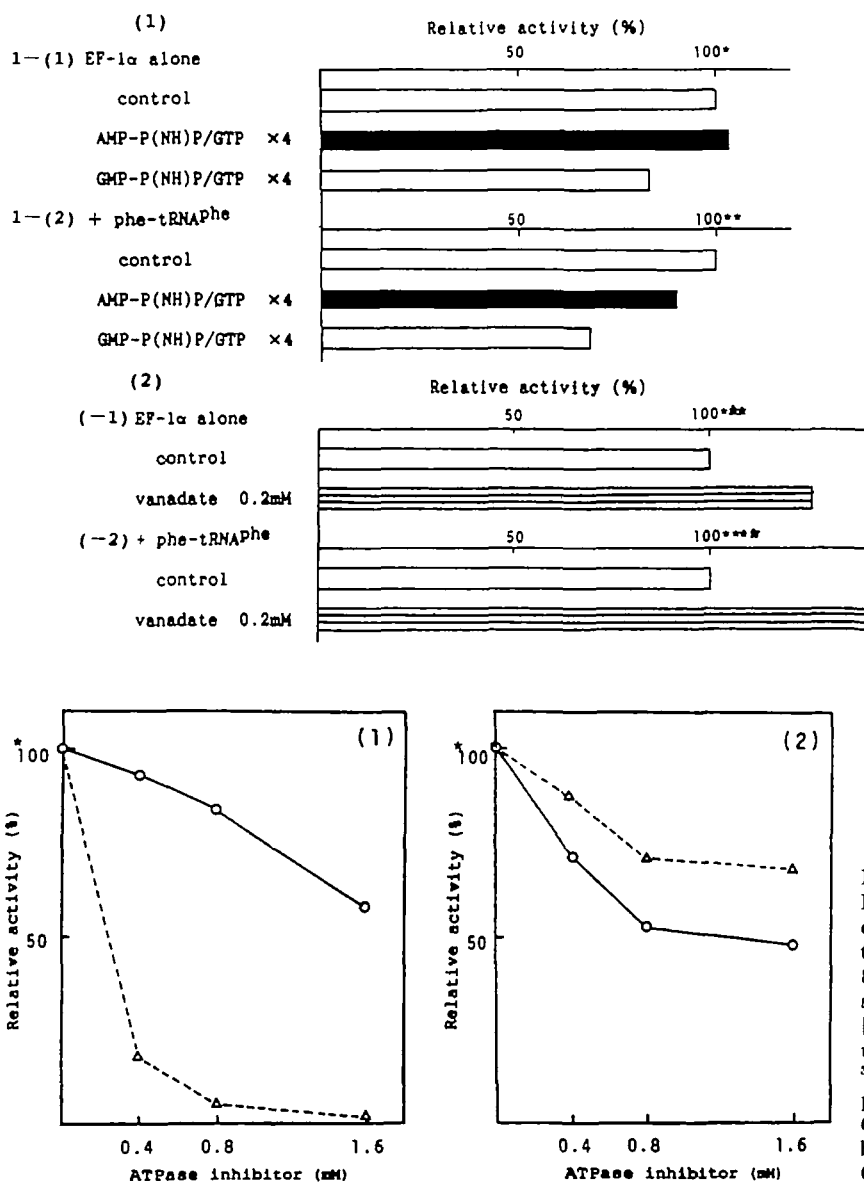 (1)
Relative activity (%)
1—(1) EF-1α alone
50 100*
control
AMP-P(NH)P/GTP ×4
GMP-P(NH)P/GTP ×4
1—(2) + phe-tRNAphe
50 100**
control
AMP-P(NH)P/GTP ×4
GMP-P(NH)P/GTP ×4
(2)
Relative activity (%)
(-1) EF-1α alone
50 100***
control
vanadate 0.2mM
(-2) + phe-tRNAphe
50 100****
control
vanadate 0.2mM
(1)
*100
50
Relative activity (%)
0.4 0.8 1.6
ATPase inhibitor (mM)
(2)
*100
50
Relative activity (%)
0.4 0.8 1.6
ATPase inhibitor (mM)